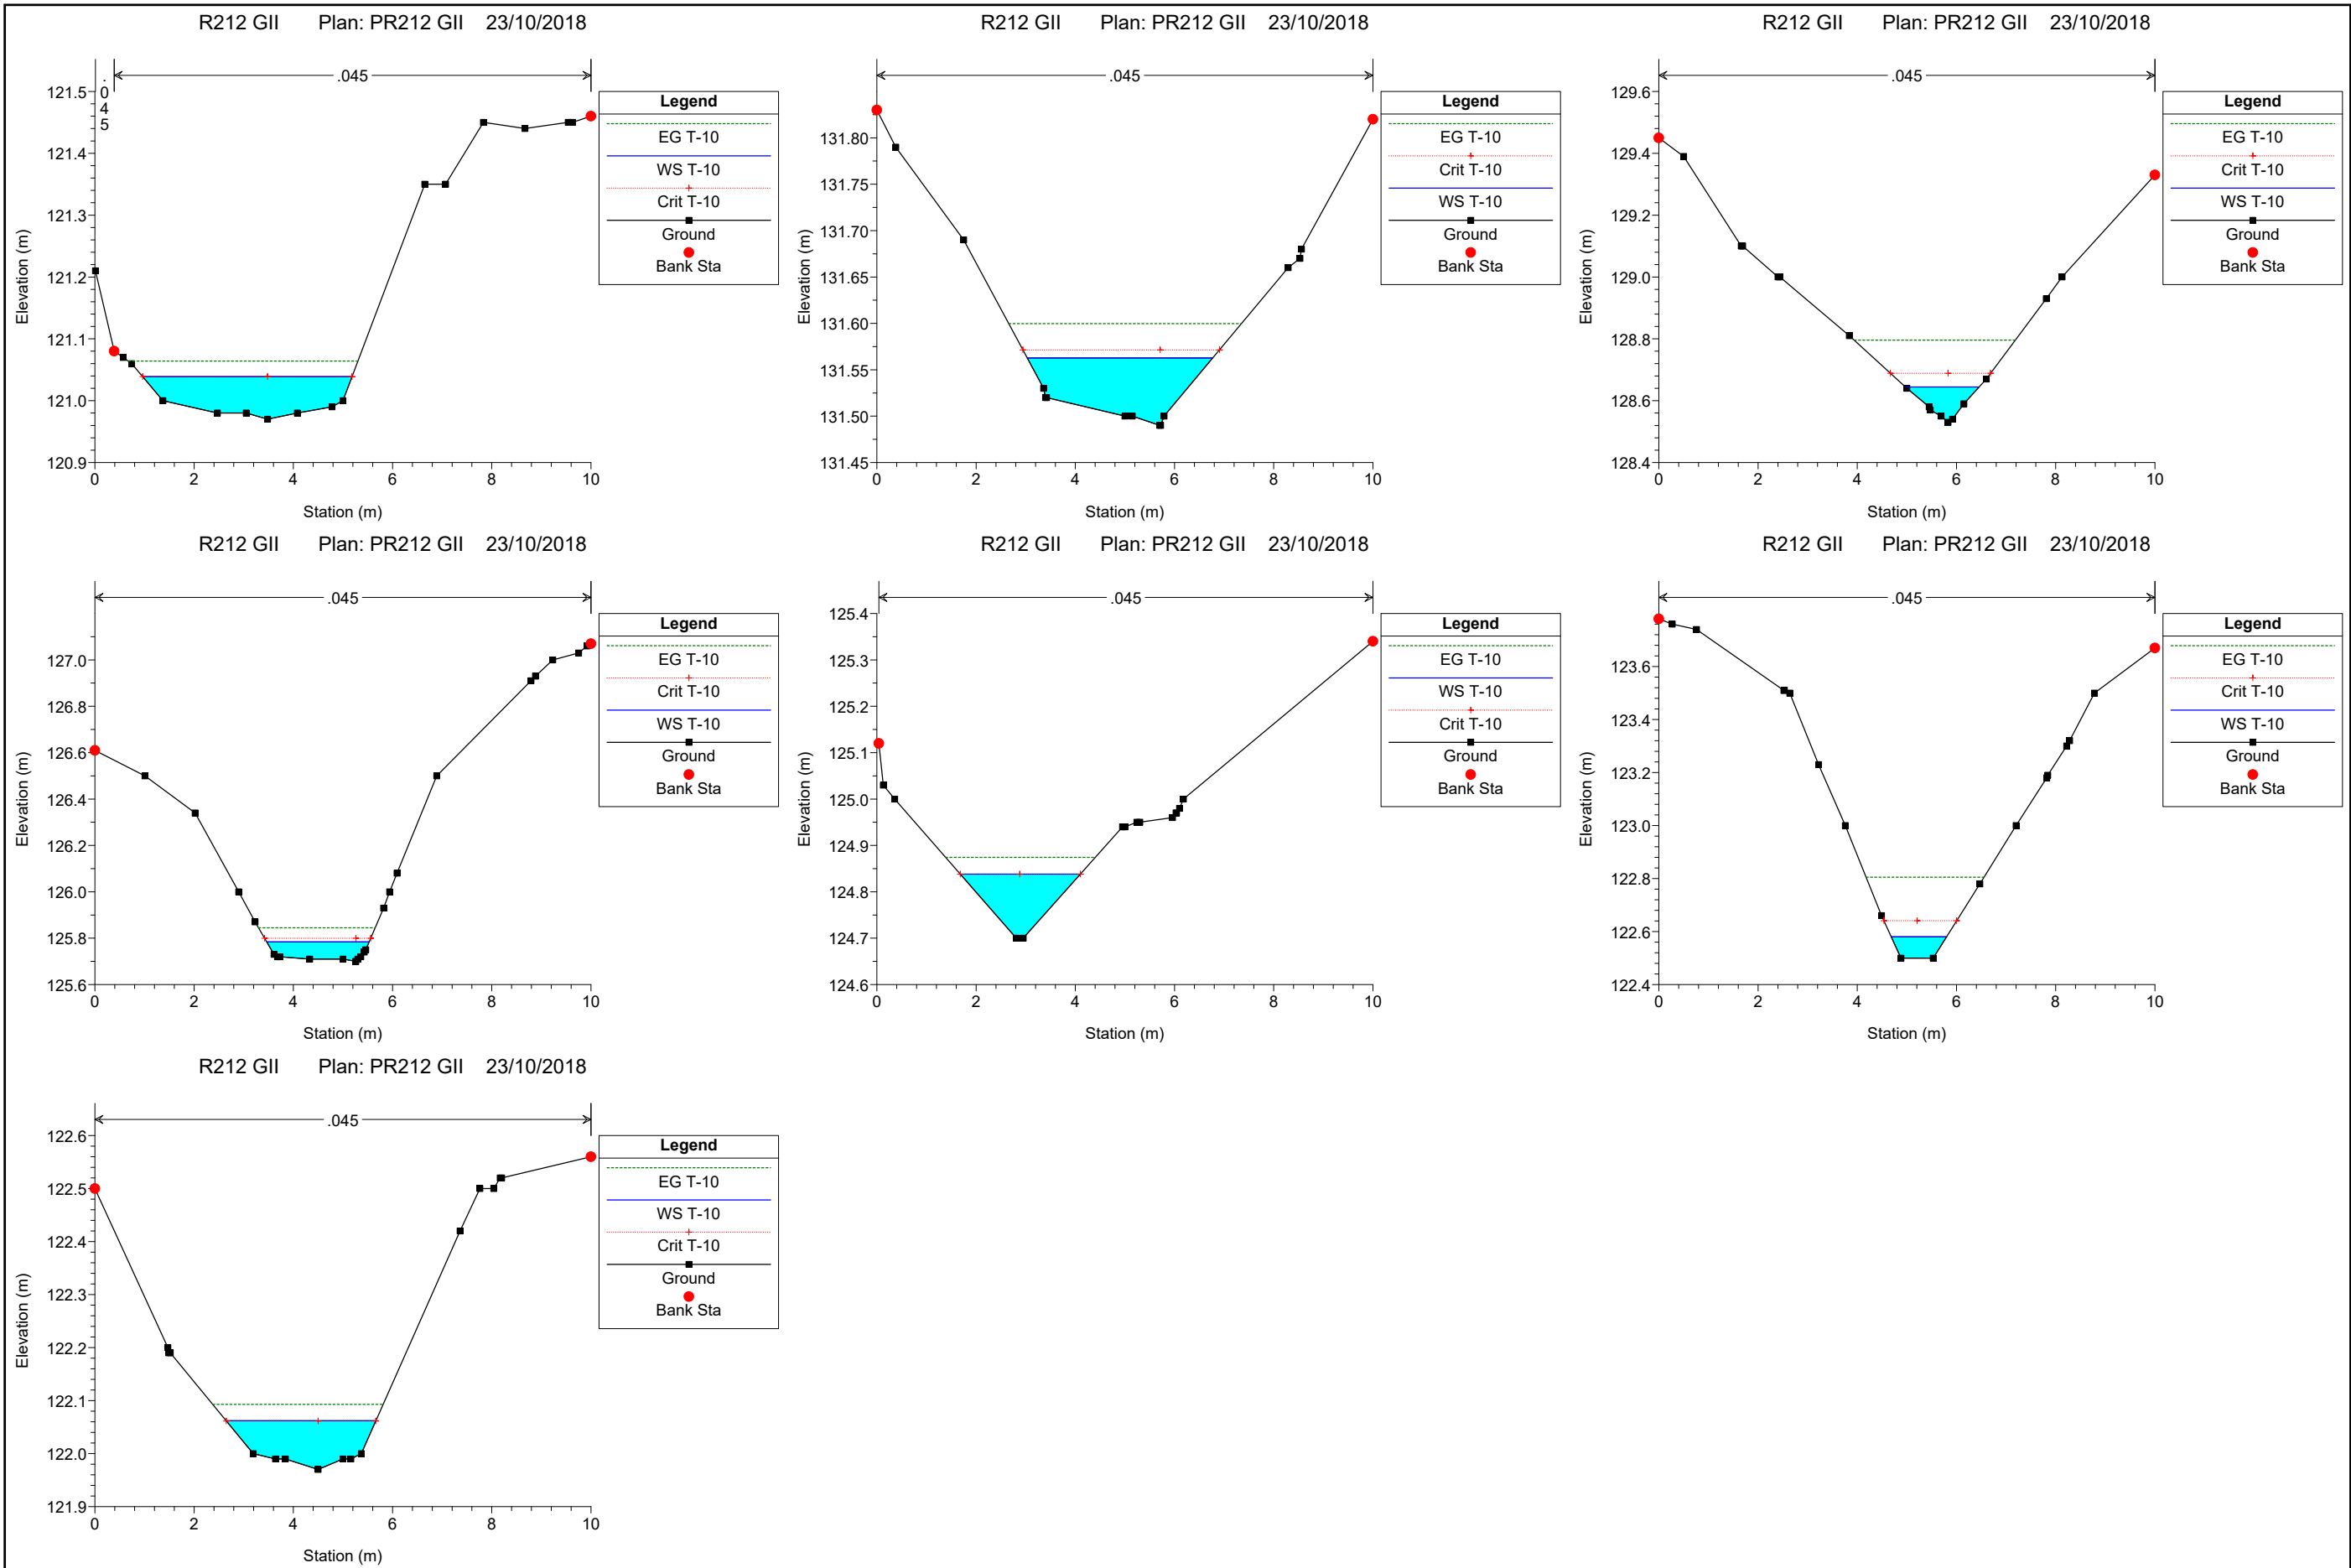 R212 GII Plan: PR212 GII 23/10/2018
.045
.045
121.5
121.4
121.3
121.2
121.1
121.0
120.9
Elevation (m)
0 2 4 6 8 10
Station (m)
Legend
EG T-10
WS T-10
Crit T-10
Ground
Bank Sta
R212 GII Plan: PR212 GII 23/10/2018
.045
131.80
131.75
131.70
131.65
131.60
131.55
131.50
131.45
Elevation (m)
0 2 4 6 8 10
Station (m)
Legend
EG T-10
Crit T-10
WS T-10
Ground
Bank Sta
R212 GII Plan: PR212 GII 23/10/2018
.045
129.6
129.4
129.2
129.0
128.8
128.6
128.4
Elevation (m)
0 2 4 6 8 10
Station (m)
Legend
EG T-10
Crit T-10
WS T-10
Ground
Bank Sta
R212 GII Plan: PR212 GII 23/10/2018
.045
127.0
126.8
126.6
126.4
126.2
126.0
125.8
125.6
Elevation (m)
0 2 4 6 8 10
Station (m)
Legend
EG T-10
Crit T-10
WS T-10
Ground
Bank Sta
R212 GII Plan: PR212 GII 23/10/2018
.045
125.4
125.3
125.2
125.1
125.0
124.9
124.8
124.7
124.6
Elevation (m)
0 2 4 6 8 10
Station (m)
Legend
EG T-10
WS T-10
Crit T-10
Ground
Bank Sta
R212 GII Plan: PR212 GII 23/10/2018
.045
123.6
123.4
123.2
123.0
122.8
122.6
122.4
Elevation (m)
0 2 4 6 8 10
Station (m)
Legend
EG T-10
Crit T-10
WS T-10
Ground
Bank Sta
R212 GII Plan: PR212 GII 23/10/2018
.045
122.6
122.5
122.4
122.3
122.2
122.1
122.0
121.9
Elevation (m)
0 2 4 6 8 10
Station (m)
Legend
EG T-10
WS T-10
Crit T-10
Ground
Bank Sta